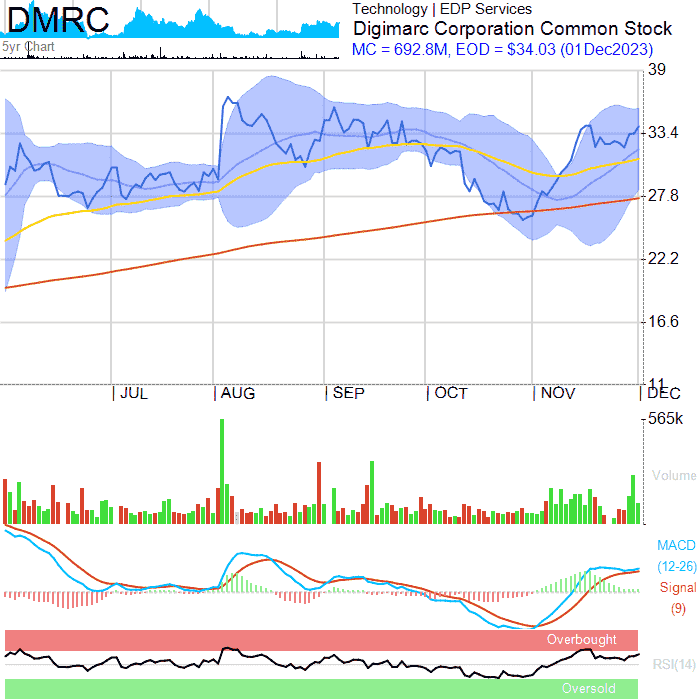 DMRC
Technology | EDP Services
Digimarc Corporation Common Stock
5yr Chart
MC = 692.8M, EOD = $34.03 (01Dec2023)
39
33.4
27.8
22.2
16.6
11
JUL AUG SEP OCT NOV DEC
565k
Volume
MACD
(12-26)
Signal
(9)
Overbought
RSI(14)
Oversold